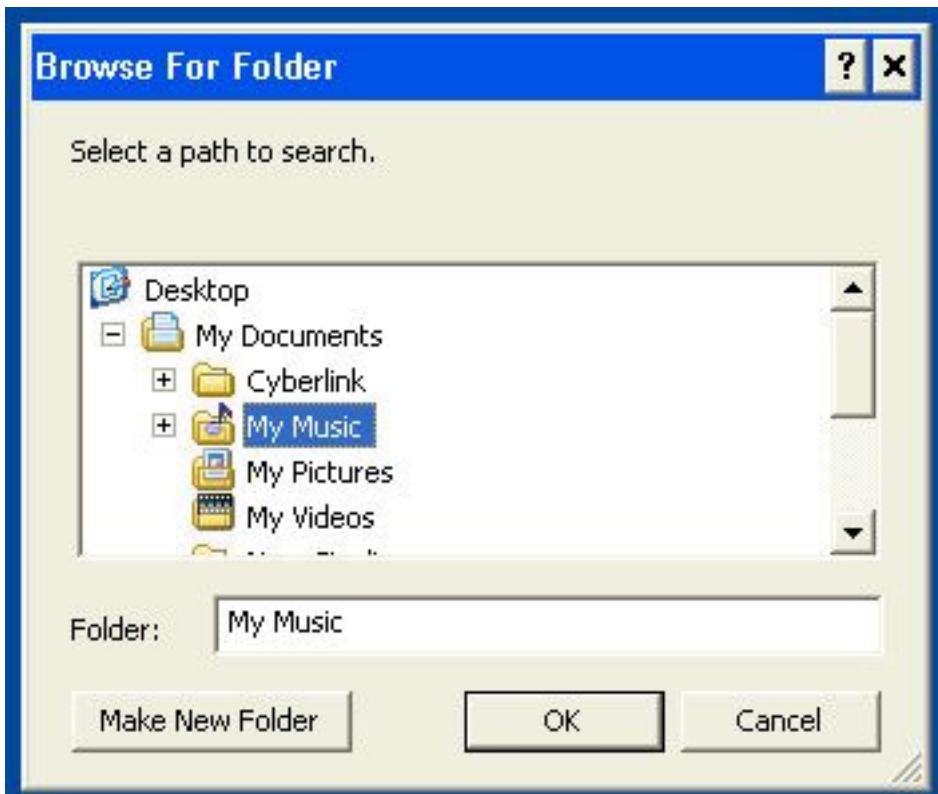 Browse For Folder ? ×
Select a path to search.
Desktop
My Documents
Cyberlink
My Music
My Pictures
My Videos
Folder: My Music
Make New Folder OK Cancel